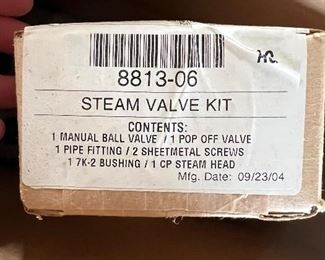 8813-06
STEAM VALVE KIT
CONTENTS:
1 MANUAL BALL VALVE / 1 POP OFF VALVE
1 PIPE FITTING / 2 SHEETMETAL SCREWS
1 7K-2 BUSHING / 1 CP STEAM HEAD
Mfg. Date: 09/23/04